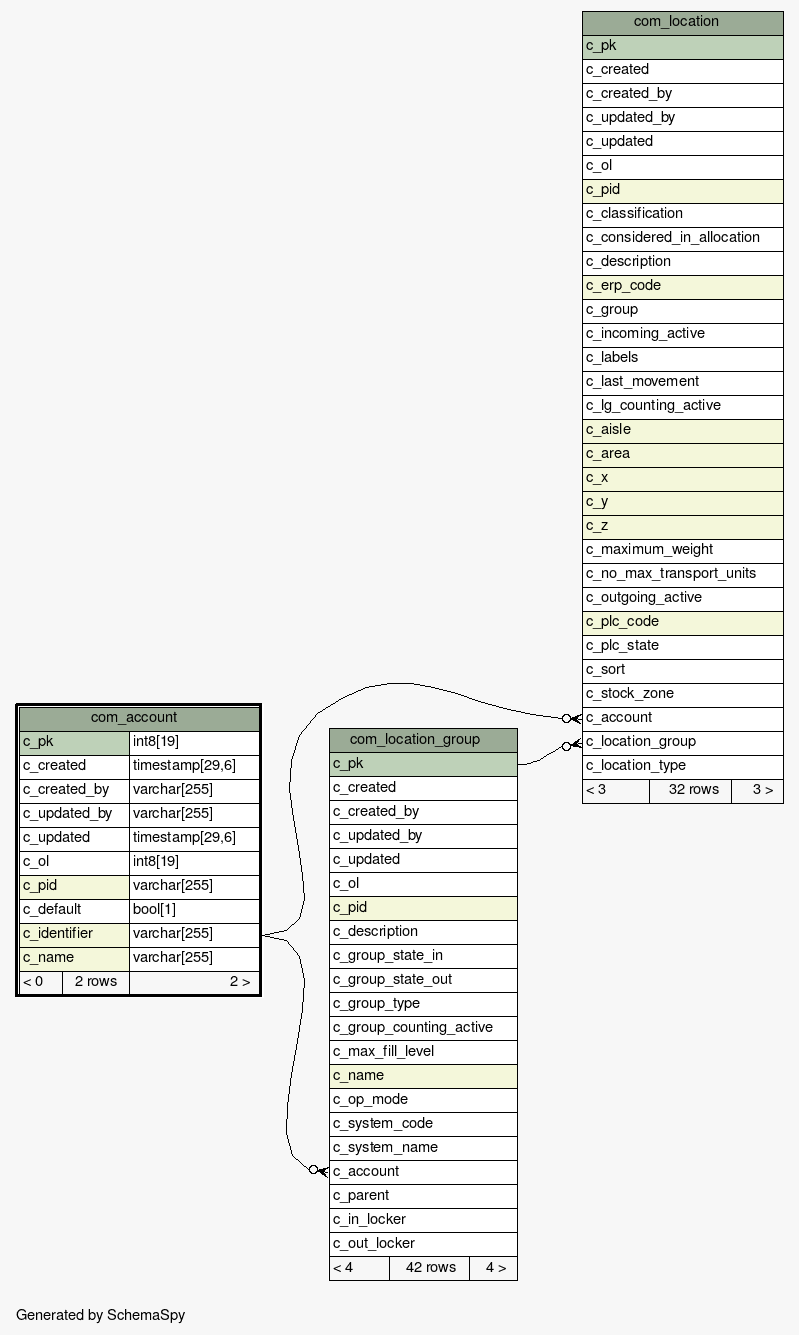 com_location
c_pk
c_created
c_created_by
c_updated_by
c_updated
c_ol
c_pid
c_classification
c_considered_in_allocation
c_description
c_erp_code
c_group
c_incoming_active
c_labels
c_last_movement
c_lg_counting_active
c_aisle
c_area
c_x
c_y
c_z
c_maximum_weight
c_no_max_transport_units
c_outgoing_active
c_plc_code
c_plc_state
c_sort
c_stock_zone
c_account
c_location_group
c_location_type
< 3 32 rows 3 >
com_account
c_pk int8[19]
c_created timestamp[29,6]
c_created_by varchar[255]
c_updated_by varchar[255]
c_updated timestamp[29,6]
c_ol int8[19]
c_pid varchar[255]
c_default bool[1]
c_identifier varchar[255]
c_name varchar[255]
< 0 2 rows 2 >
com_location_group
c_pk
c_created
c_created_by
c_updated_by
c_updated
c_ol
c_pid
c_description
c_group_state_in
c_group_state_out
c_group_type
c_group_counting_active
c_max_fill_level
c_name
c_op_mode
c_system_code
c_system_name
c_account
c_parent
c_in_locker
c_out_locker
< 4 42 rows 4 >
Generated by SchemaSpy